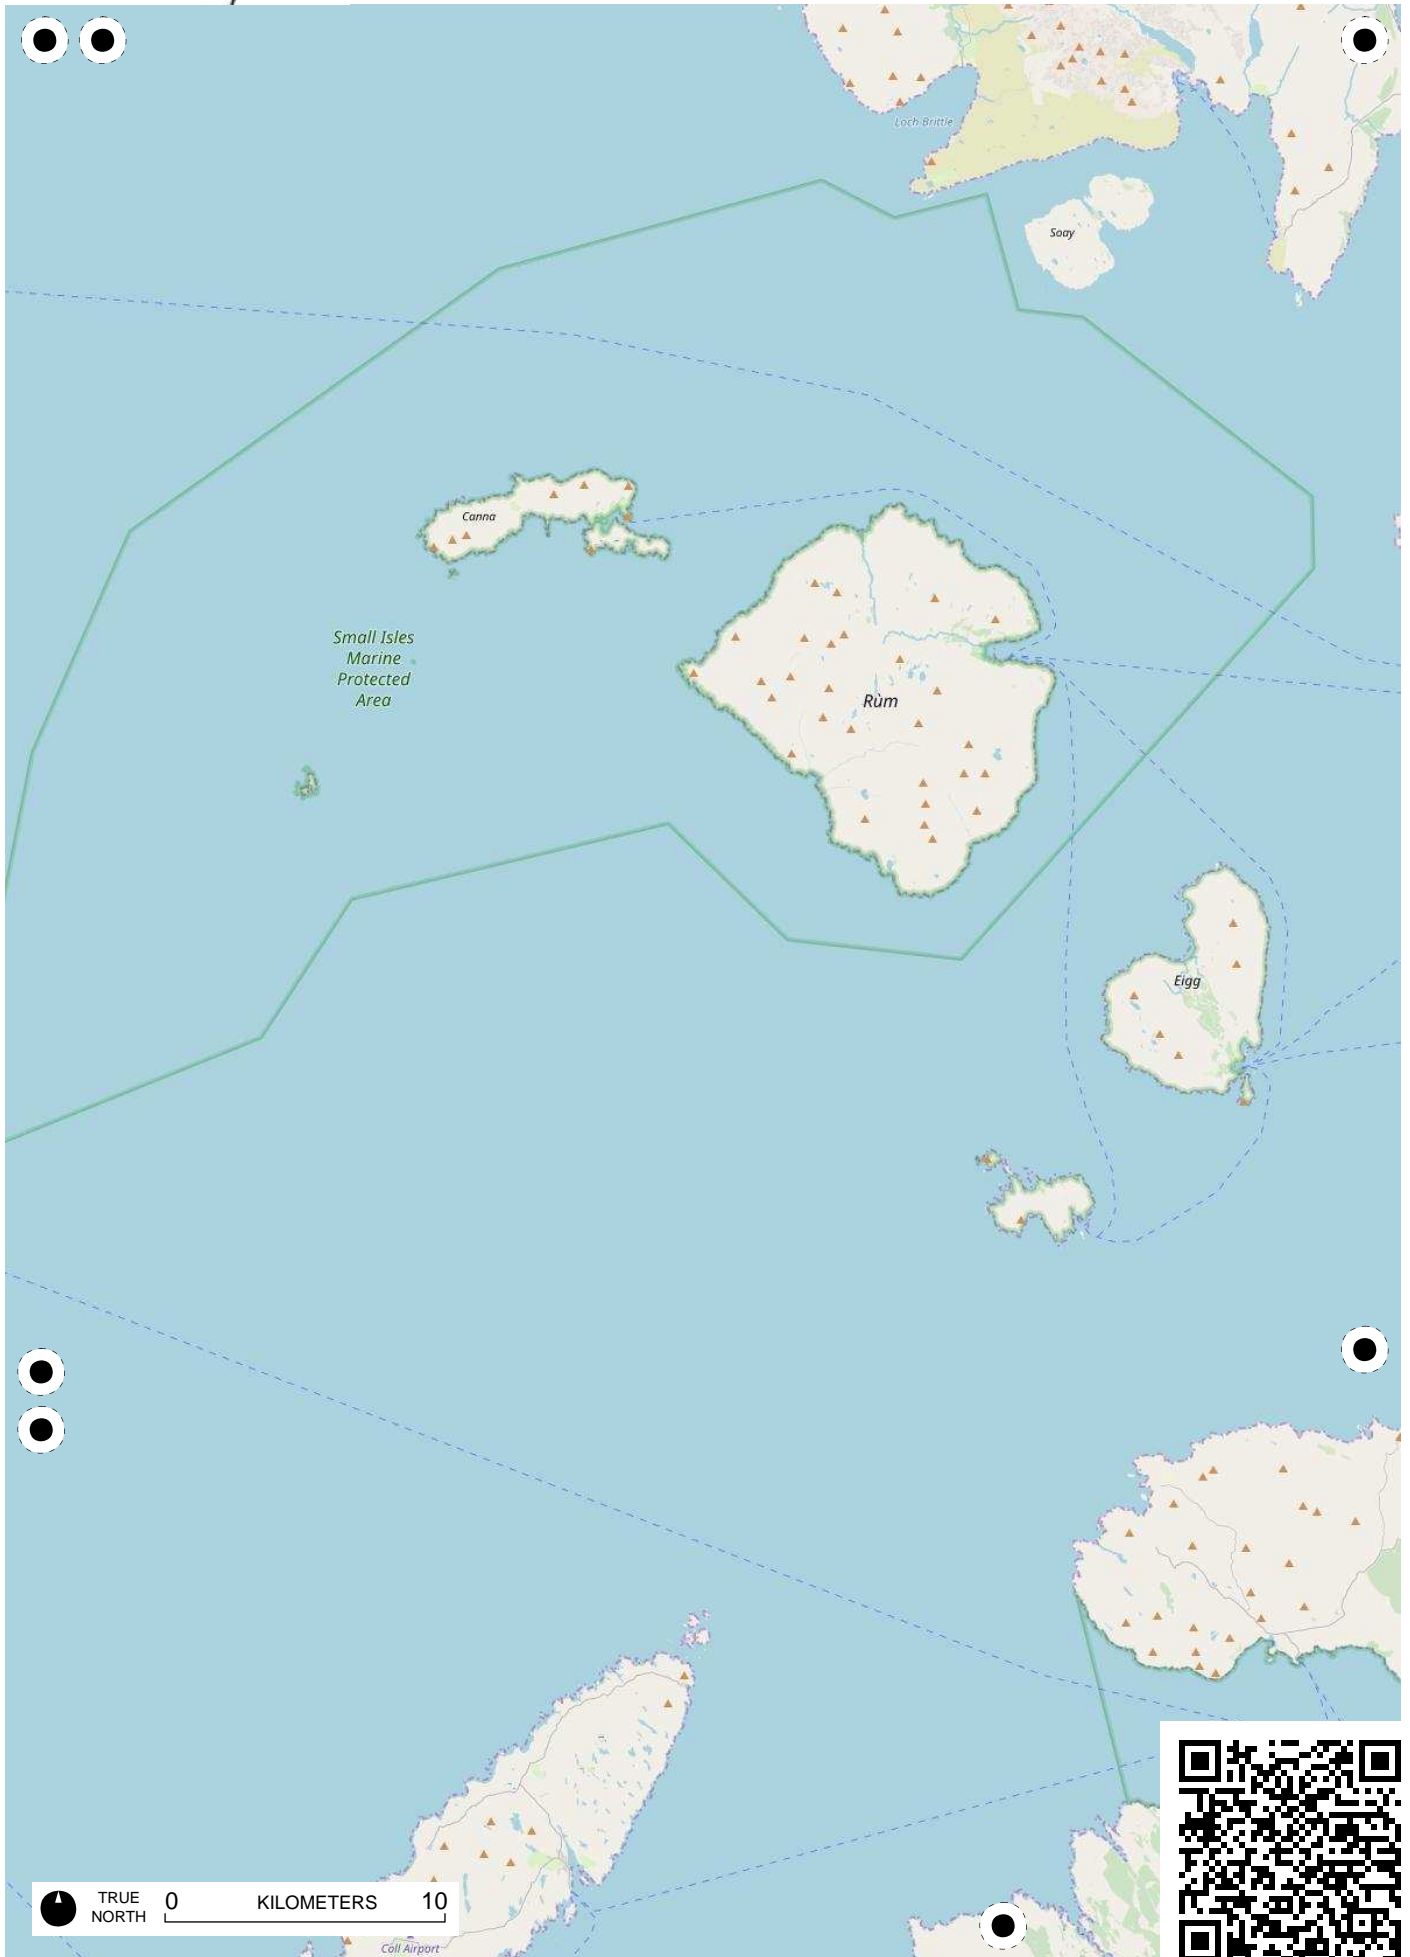 Loch Brittle
Soay
Canna
Small Isles
Marine
Protected
Area
Rùm
Eigg
TRUE
NORTH
0 KILOMETERS 10
Coll Airport